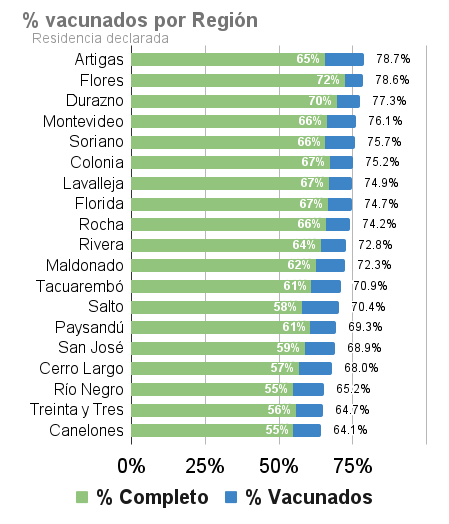 % vacunados por Región
Residencia declarada
Artigas 65% 78.7%
Flores 72% 78.6%
Durazno 70% 77.3%
Montevideo 66% 76.1%
Soriano 66% 75.7%
Colonia 67% 75.2%
Lavalleja 67% 74.9%
Florida 67% 74.7%
Rocha 66% 74.2%
Rivera 64% 72.8%
Maldonado 62% 72.3%
Tacuarembó 61% 70.9%
Salto 58% 70.4%
Paysandú 61% 69.3%
San José 59% 68.9%
Cerro Largo 57% 68.0%
Río Negro 55% 65.2%
Treinta y Tres 56% 64.7%
Canelones 55% 64.1%
0% 25% 50% 75%
% Completo % Vacunados